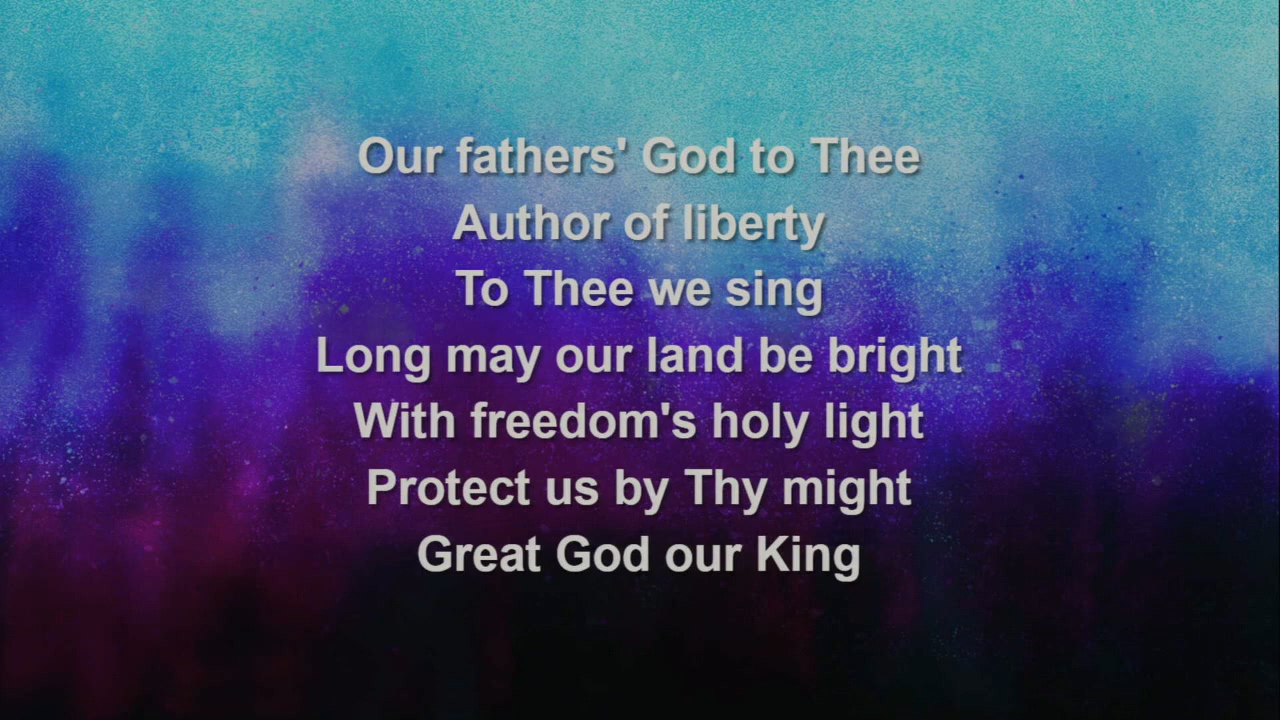 Our fathers' God to Thee
Author of liberty
To Thee we sing
Long may our land be bright
With freedom's holy light
Protect us by Thy might
Great God our King